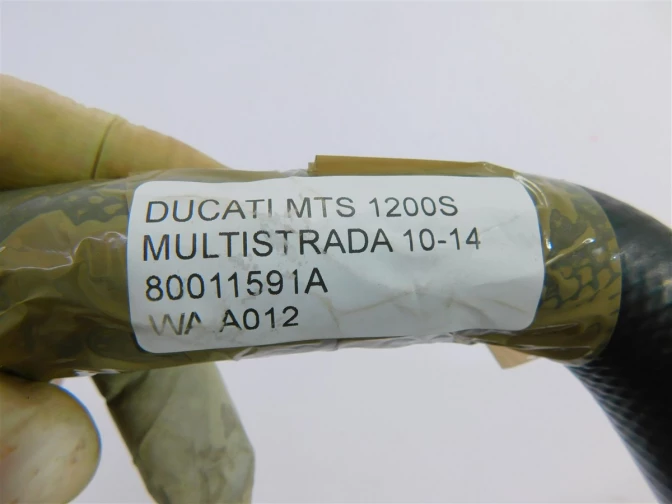 DUCATI MTS 1200S
MULTISTRADA 10-14
80011591A
WA A012